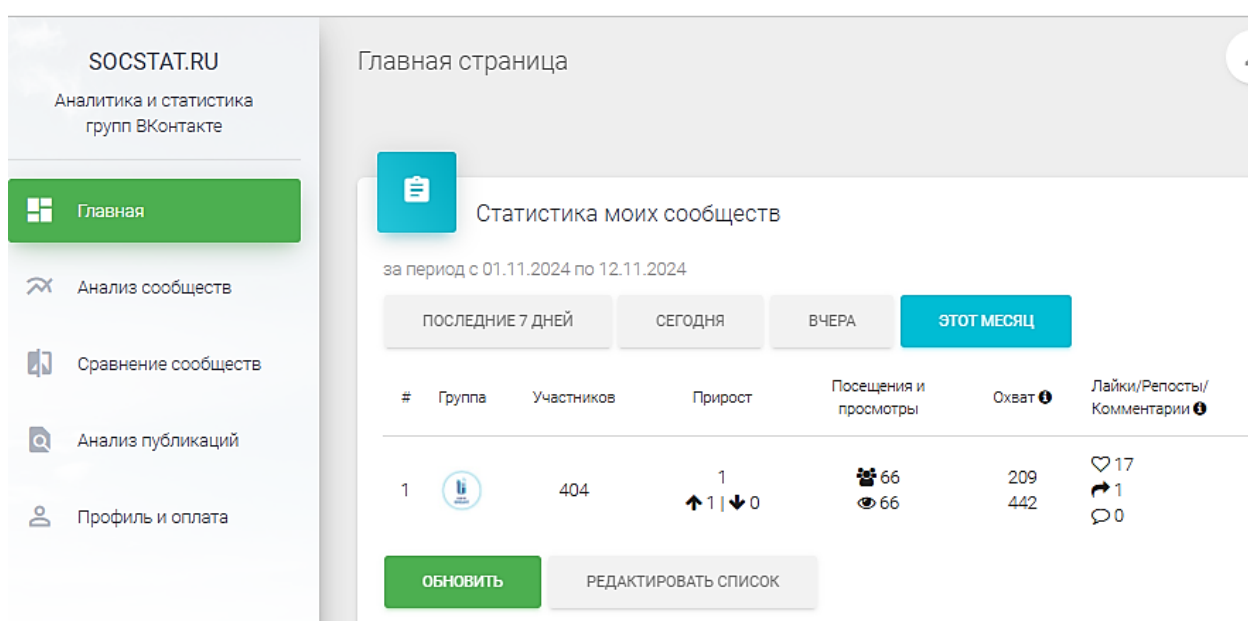 SOCSTAT.RU
Аналитика и статистика
групп ВКонтакте
Главная
Анализ сообществ
Сравнение сообществ
Анализ публикаций
Профиль и оплата
Главная страница
Статистика моих сообществ
за период с 01.11.2024 по 12.11.2024
ПОСЛЕДНИЕ 7 ДНЕЙ СЕГОДНЯ ВЧЕРА ЭТОТ МЕСЯЦ
# Группа Участников Прирост Посещения и просмотры Охват Лайки/Репосты/ Комментарии
1 404 1 66 209 17
1 | 0 66 442 1
0
ОБНОВИТЬ РЕДАКТИРОВАТЬ СПИСОК